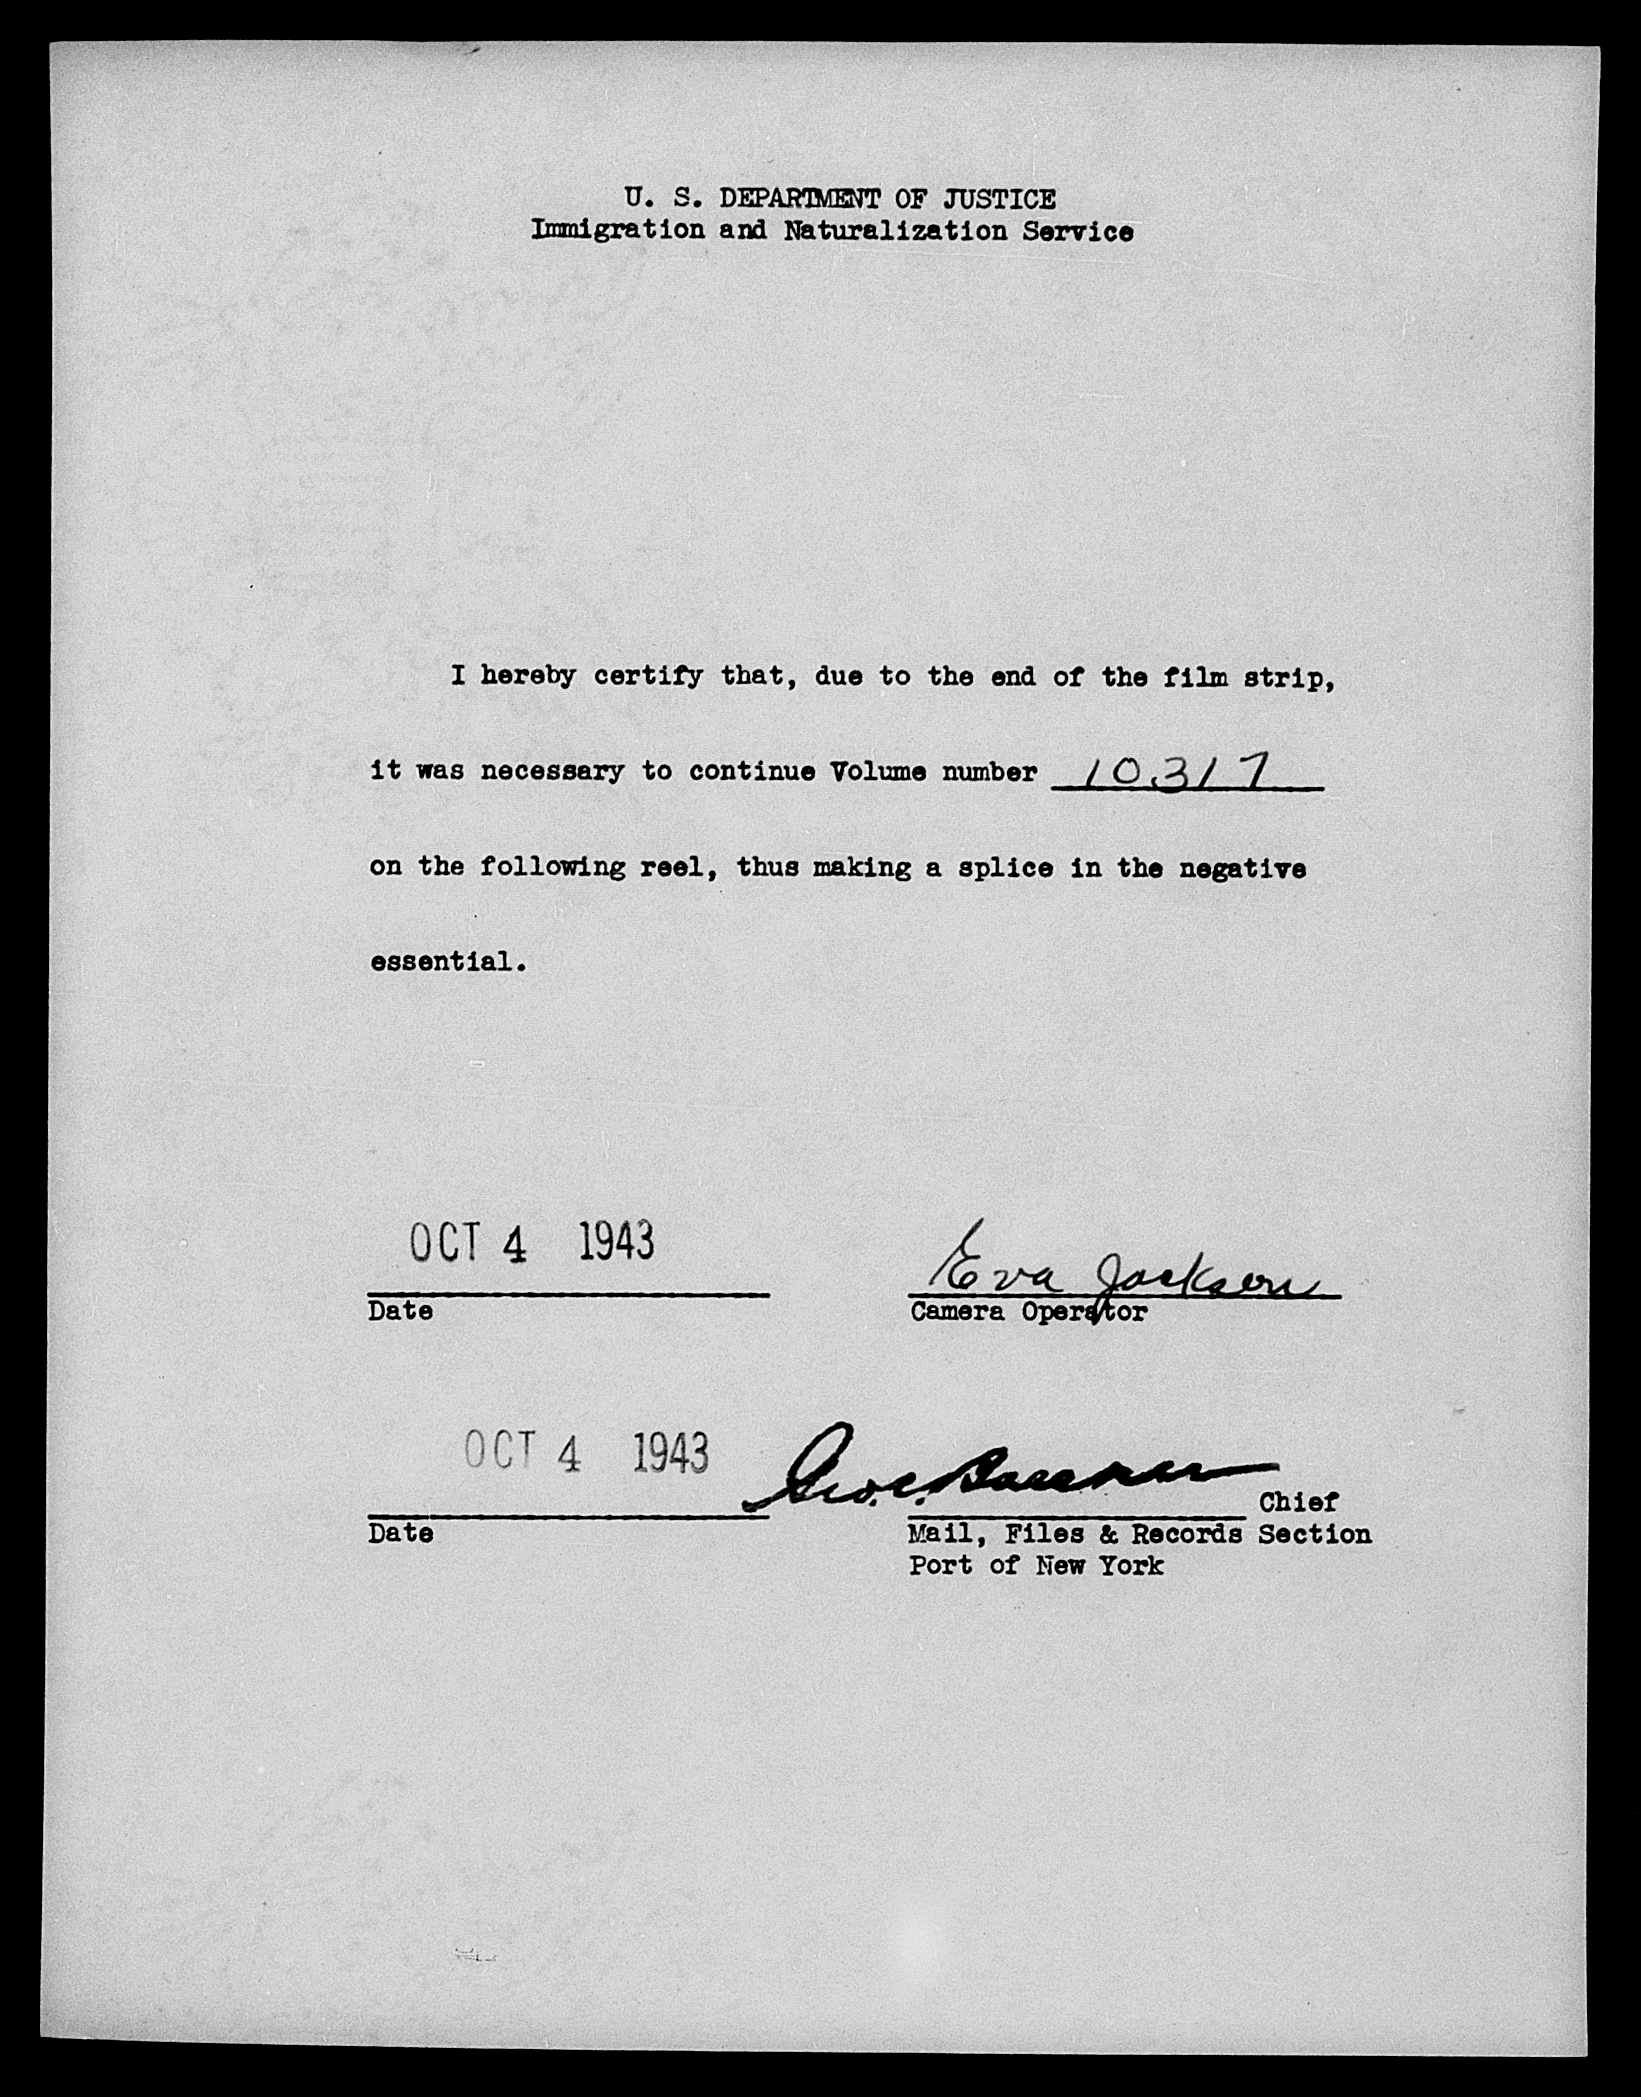 U. S. DEPARTMENT OF JUSTICE
Immigration and Naturalization Service
I hereby certify that, due to the end of the film strip,
it was necessary to continue Volume number 10317
on the following reel, thus making a splice in the negative
essential.
OCT 4 1943
Eva Jackson
Date
Camera Operator
OCT 4 1943
Geo. C.
Chief
Date
Mail, Files & Records Section
Port of New York